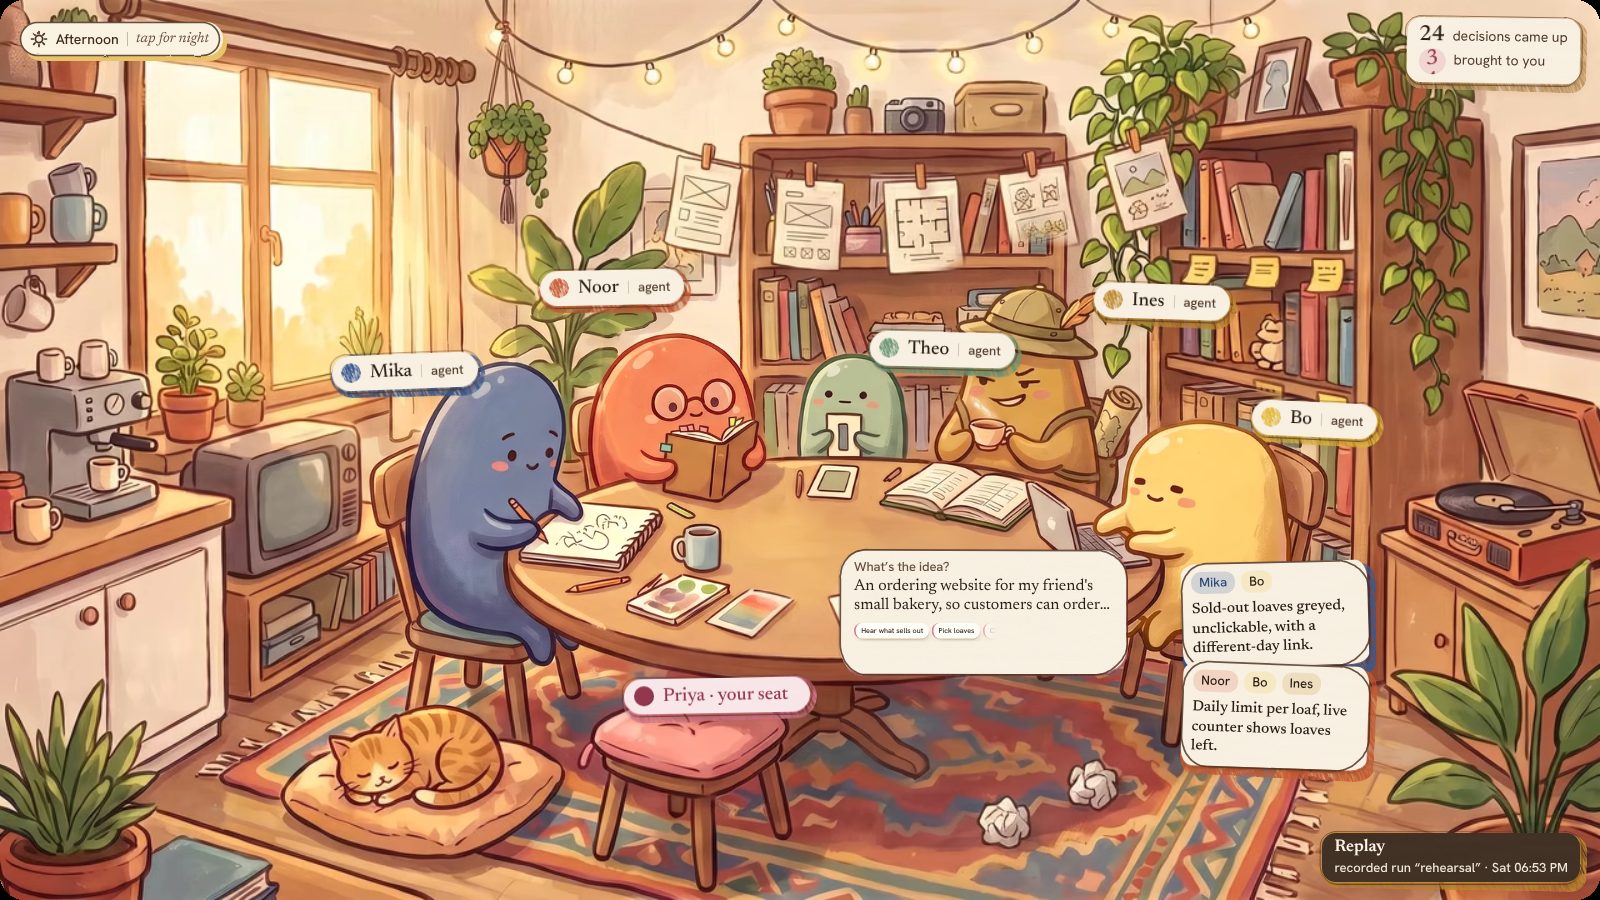 Afternoon | tap for night
24 decisions came up
3 brought to you
Noor | agent
Ines | agent
Theo | agent
Mika | agent
Bo | agent
What's the idea?
An ordering website for my friend's
small bakery, so customers can order…
Hear what sells out
Pick loaves
Mika Bo
Sold-out loaves greyed,
unclickable, with a
different-day link.
Noor Bo Ines
Daily limit per loaf, live
counter shows loaves
left.
Priya · your seat
Replay
recorded run “rehearsal” · Sat 06:53 PM